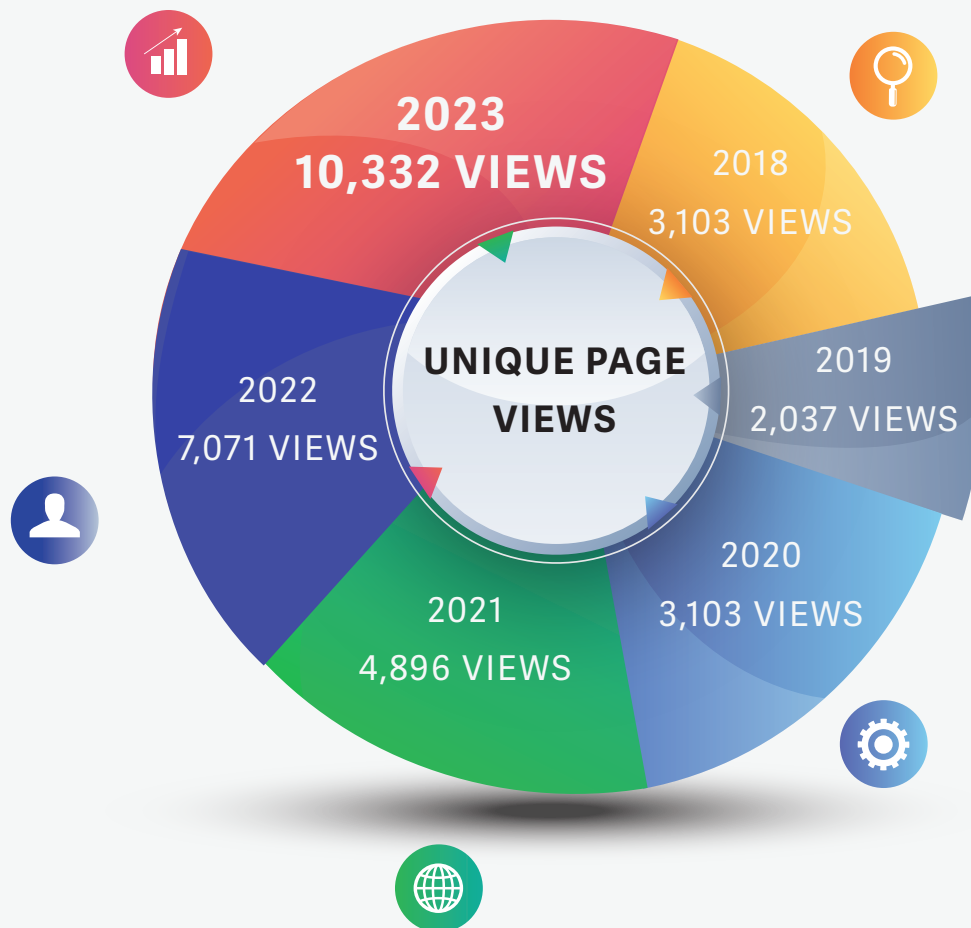 2023
10,332 VIEWS
2018
3,103 VIEWS
2019
2,037 VIEWS
2020
3,103 VIEWS
2021
4,896 VIEWS
2022
7,071 VIEWS
UNIQUE PAGE
VIEWS